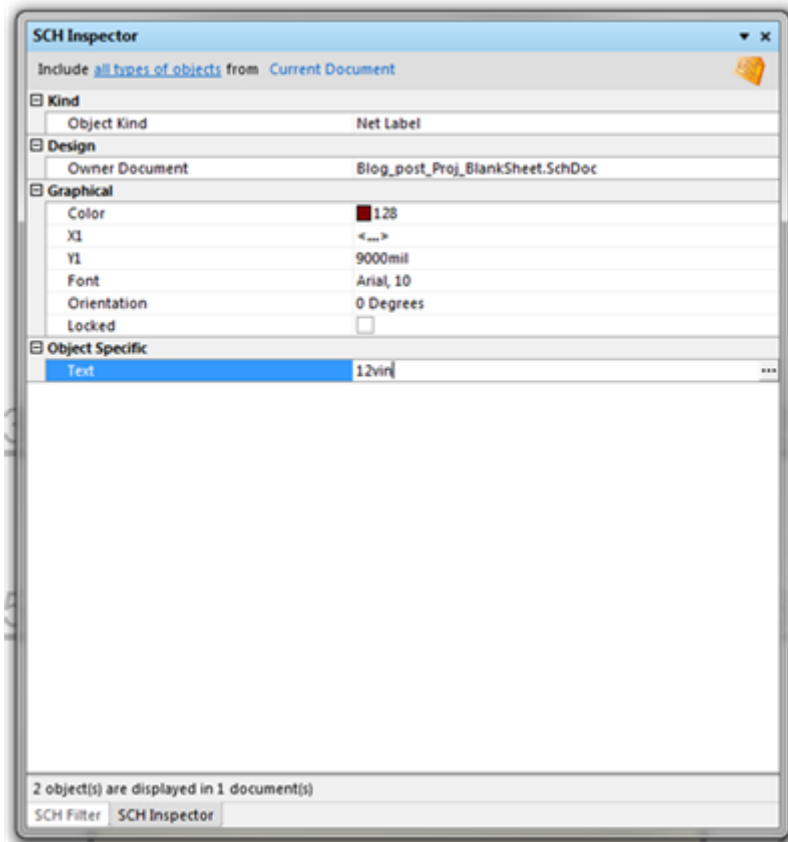 SCH Inspector
Include all types of objects from Current Document
Kind
Object Kind Net Label
Design
Owner Document Blog_post_Proj_BlankSheet.SchDoc
Graphical
Color 128
X1 <...>
Y1 9000mil
Font Arial, 10
Orientation 0 Degrees
Locked
Object Specific
Text 12vin ...
2 object(s) are displayed in 1 document(s)
SCH Filter SCH Inspector